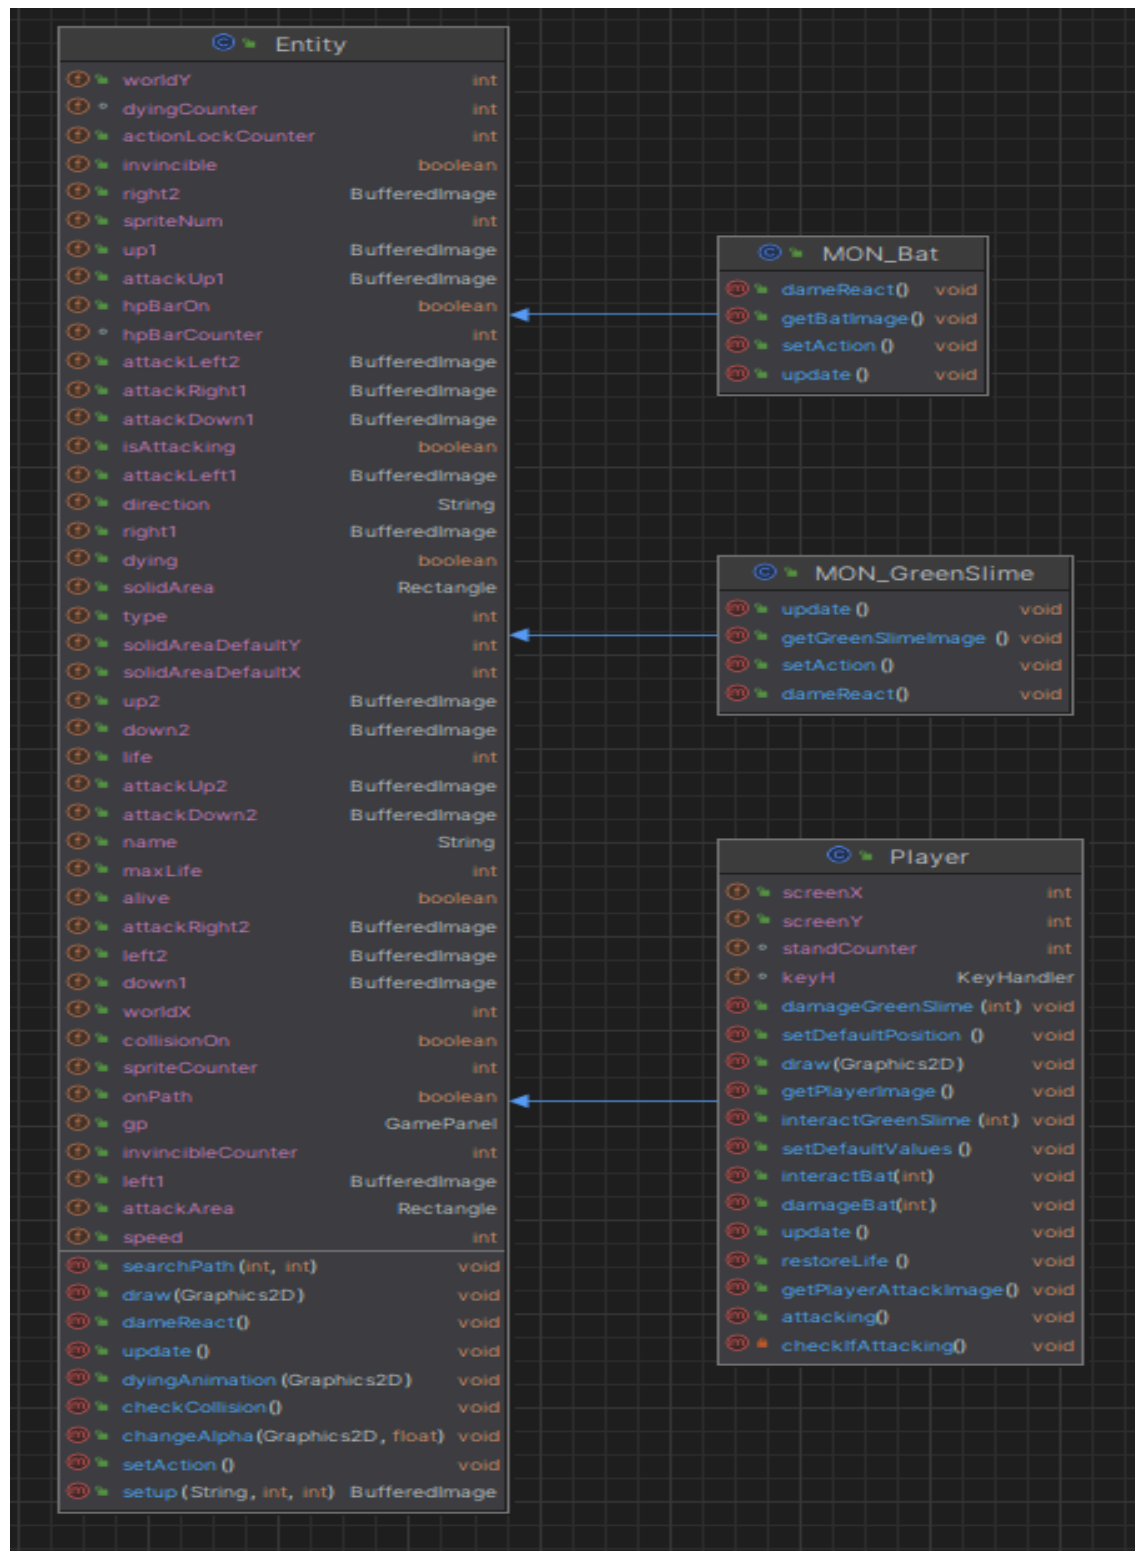 Entity
worldY int
dyingCounter int
actionLockCounter int
invincible boolean
right2 BufferedImage
spriteNum int
up1 BufferedImage
attackUp1 BufferedImage
hpBarOn boolean
hpBarCounter int
attackLeft2 BufferedImage
attackRight1 BufferedImage
attackDown1 BufferedImage
isAttacking boolean
attackLeft1 BufferedImage
direction String
right1 BufferedImage
dying boolean
solidArea Rectangle
type int
solidAreaDefaultY int
solidAreaDefaultX int
up2 BufferedImage
down2 BufferedImage
life int
attackUp2 BufferedImage
attackDown2 BufferedImage
name String
maxLife int
alive boolean
attackRight2 BufferedImage
left2 BufferedImage
down1 BufferedImage
worldX int
collisionOn boolean
spriteCounter int
onPath boolean
gp GamePanel
invincibleCounter int
left1 BufferedImage
attackArea Rectangle
speed int
searchPath(int, int) void
draw(Graphics2D) void
dameReact() void
update() void
dyingAnimation(Graphics2D) void
checkCollision() void
changeAlpha(Graphics2D, float) void
setAction() void
setup(String, int, int) BufferedImage
MON_Bat
dameReact() void
getBatImage() void
setAction() void
update() void
MON_GreenSlime
update() void
getGreenSlimeImage() void
setAction() void
dameReact() void
Player
screenX int
screenY int
standCounter int
keyH KeyHandler
damageGreenSlime(int) void
setDefaultPosition() void
draw(Graphics2D) void
getPlayerImage() void
interactGreenSlime(int) void
setDefaultValues() void
interactBat(int) void
damageBat(int) void
update() void
restoreLife() void
getPlayerAttackImage() void
attacking() void
checkIfAttacking() void